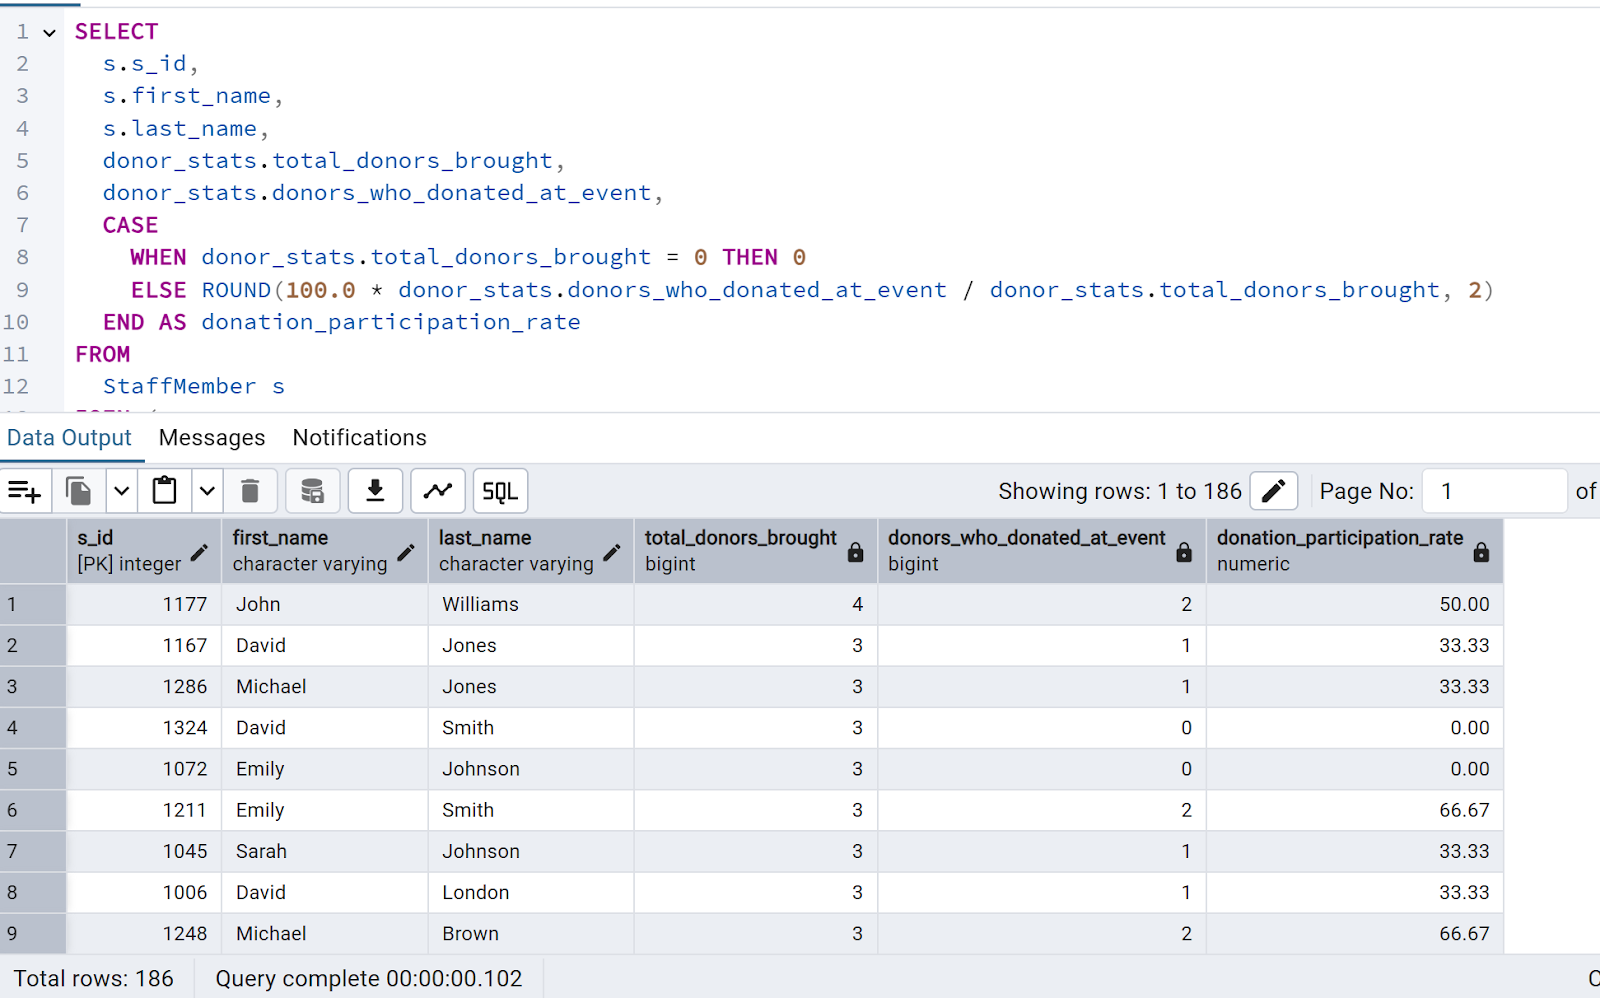 1 SELECT
2 s.s_id,
3 s.first_name,
4 s.last_name,
5 donor_stats.total_donors_brought,
6 donor_stats.donors_who_donated_at_event,
7 CASE
8 WHEN donor_stats.total_donors_brought = 0 THEN 0
9 ELSE ROUND(100.0 * donor_stats.donors_who_donated_at_event / donor_stats.total_donors_brought, 2)
10 END AS donation_participation_rate
11 FROM
12 StaffMember s
Data Output Messages Notifications
SQL Showing rows: 1 to 186 Page No: 1 of
s_id first_name last_name total_donors_brought donors_who_donated_at_event donation_participation_rate
[PK] integer character varying character varying bigint bigint numeric
1 1177 John Williams 4 2 50.00
2 1167 David Jones 3 1 33.33
3 1286 Michael Jones 3 1 33.33
4 1324 David Smith 3 0 0.00
5 1072 Emily Johnson 3 0 0.00
6 1211 Emily Smith 3 2 66.67
7 1045 Sarah Johnson 3 1 33.33
8 1006 David London 3 1 33.33
9 1248 Michael Brown 3 2 66.67
Total rows: 186 Query complete 00:00:00.102